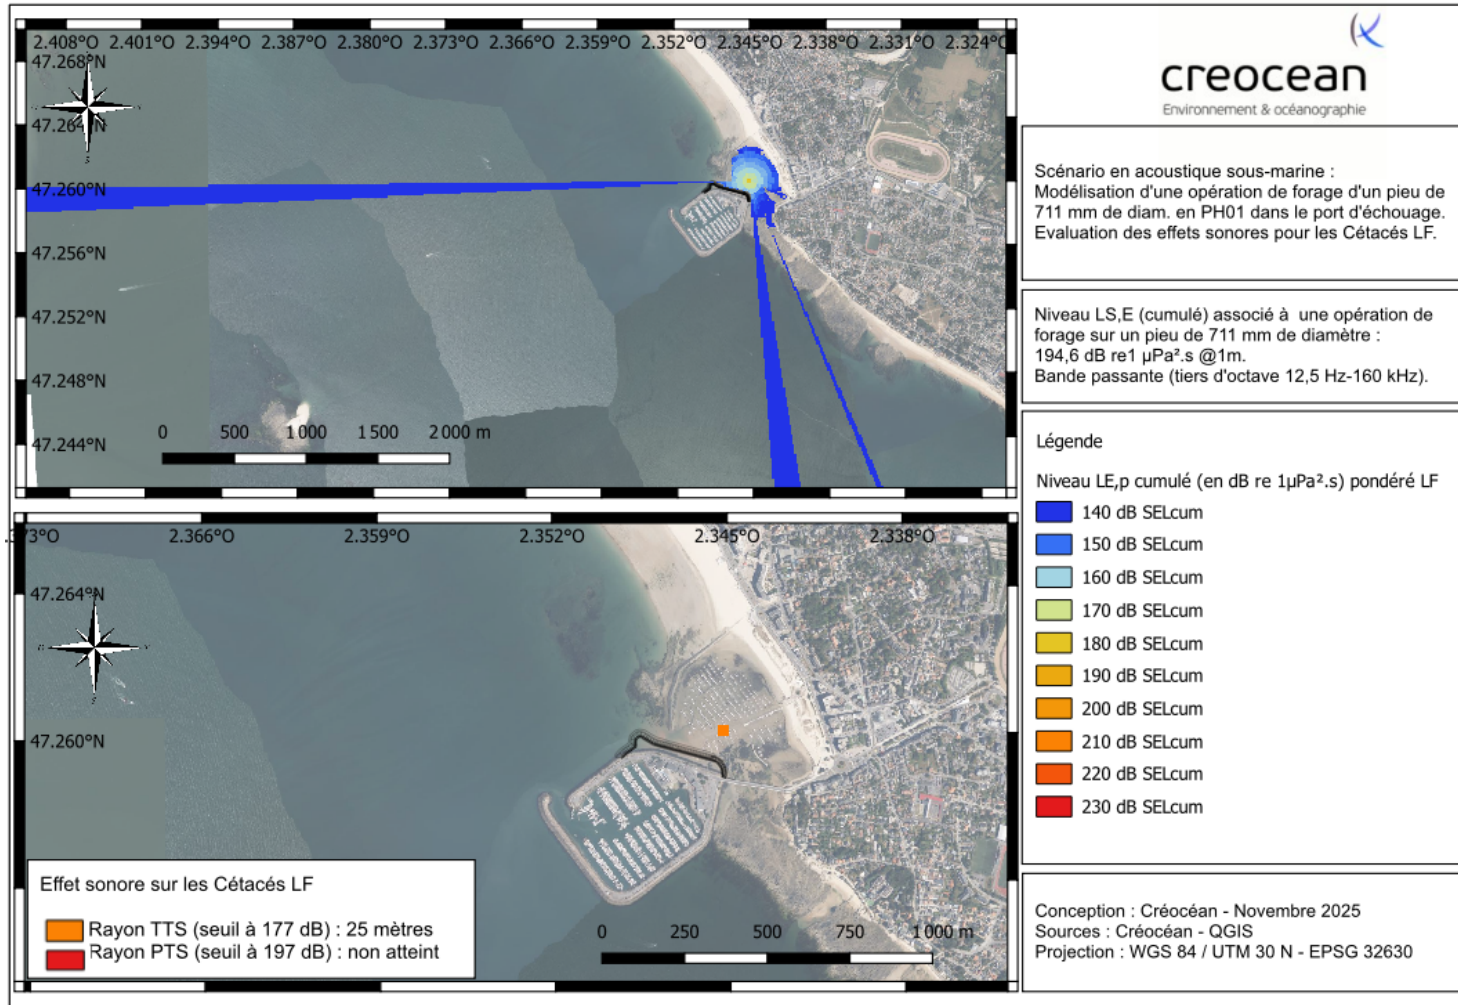 2.408°O 2.401°O 2.394°O 2.387°O 2.380°O 2.373°O 2.366°O 2.359°O 2.352°O 2.345°O 2.338°O 2.331°O 2.324°O
47.268°N
47.264°N
47.260°N
47.256°N
47.252°N
47.248°N
47.244°N
0 500 1 000 1 500 2 000 m
creocean
Environnement & océanographie
Scénario en acoustique sous-marine :
Modélisation d'une opération de forage d'un pieu de
711 mm de diam. en PH01 dans le port d'échouage.
Evaluation des effets sonores pour les Cétacés LF.
Niveau LS,E (cumulé) associé à une opération de
forage sur un pieu de 711 mm de diamètre :
194,6 dB re1 µPa².s @1m.
Bande passante (tiers d'octave 12,5 Hz-160 kHz).
Légende
Niveau LE,p cumulé (en dB re 1µPa².s) pondéré LF
140 dB SELcum
150 dB SELcum
160 dB SELcum
170 dB SELcum
180 dB SELcum
190 dB SELcum
200 dB SELcum
210 dB SELcum
220 dB SELcum
230 dB SELcum
.373°O 2.366°O 2.359°O 2.352°O 2.345°O 2.338°O
47.264°N
47.260°N
Effet sonore sur les Cétacés LF
Rayon TTS (seuil à 177 dB) : 25 mètres
Rayon PTS (seuil à 197 dB) : non atteint
0 250 500 750 1 000 m
Conception : Créocéan - Novembre 2025
Sources : Créocéan - QGIS
Projection : WGS 84 / UTM 30 N - EPSG 32630